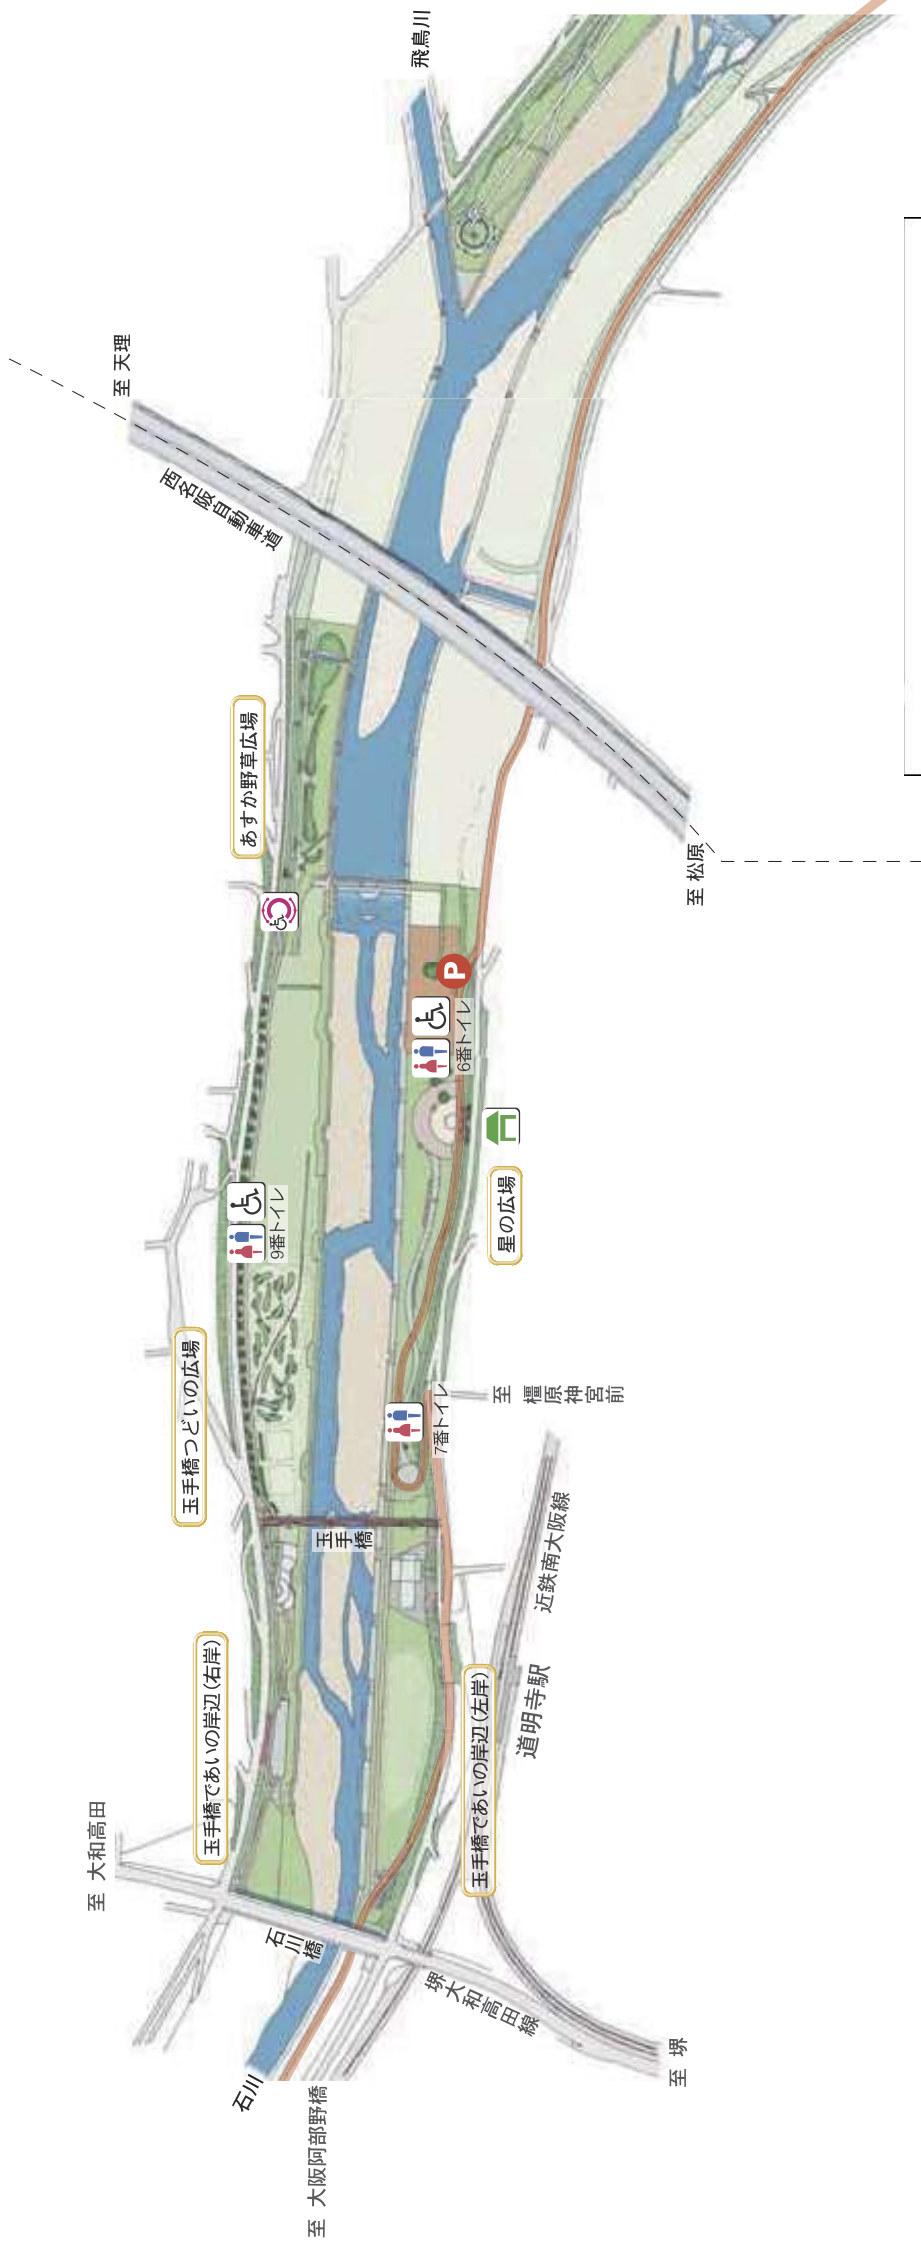 至 大阪阿部野橋
石川
石川橋
至 大和高田
堺大和高田線
至 堺
玉手橋であいの岸辺(右岸)
玉手橋であいの岸辺(左岸)
道明寺駅
近鉄南大阪線
玉手橋
玉手橋つどいの広場
7番トイレ
至 橿原神宮前
9番トイレ
星の広場
6番トイレ
P
あすか野草広場
西名阪自動車道
至 松原
至 天理
飛鳥川